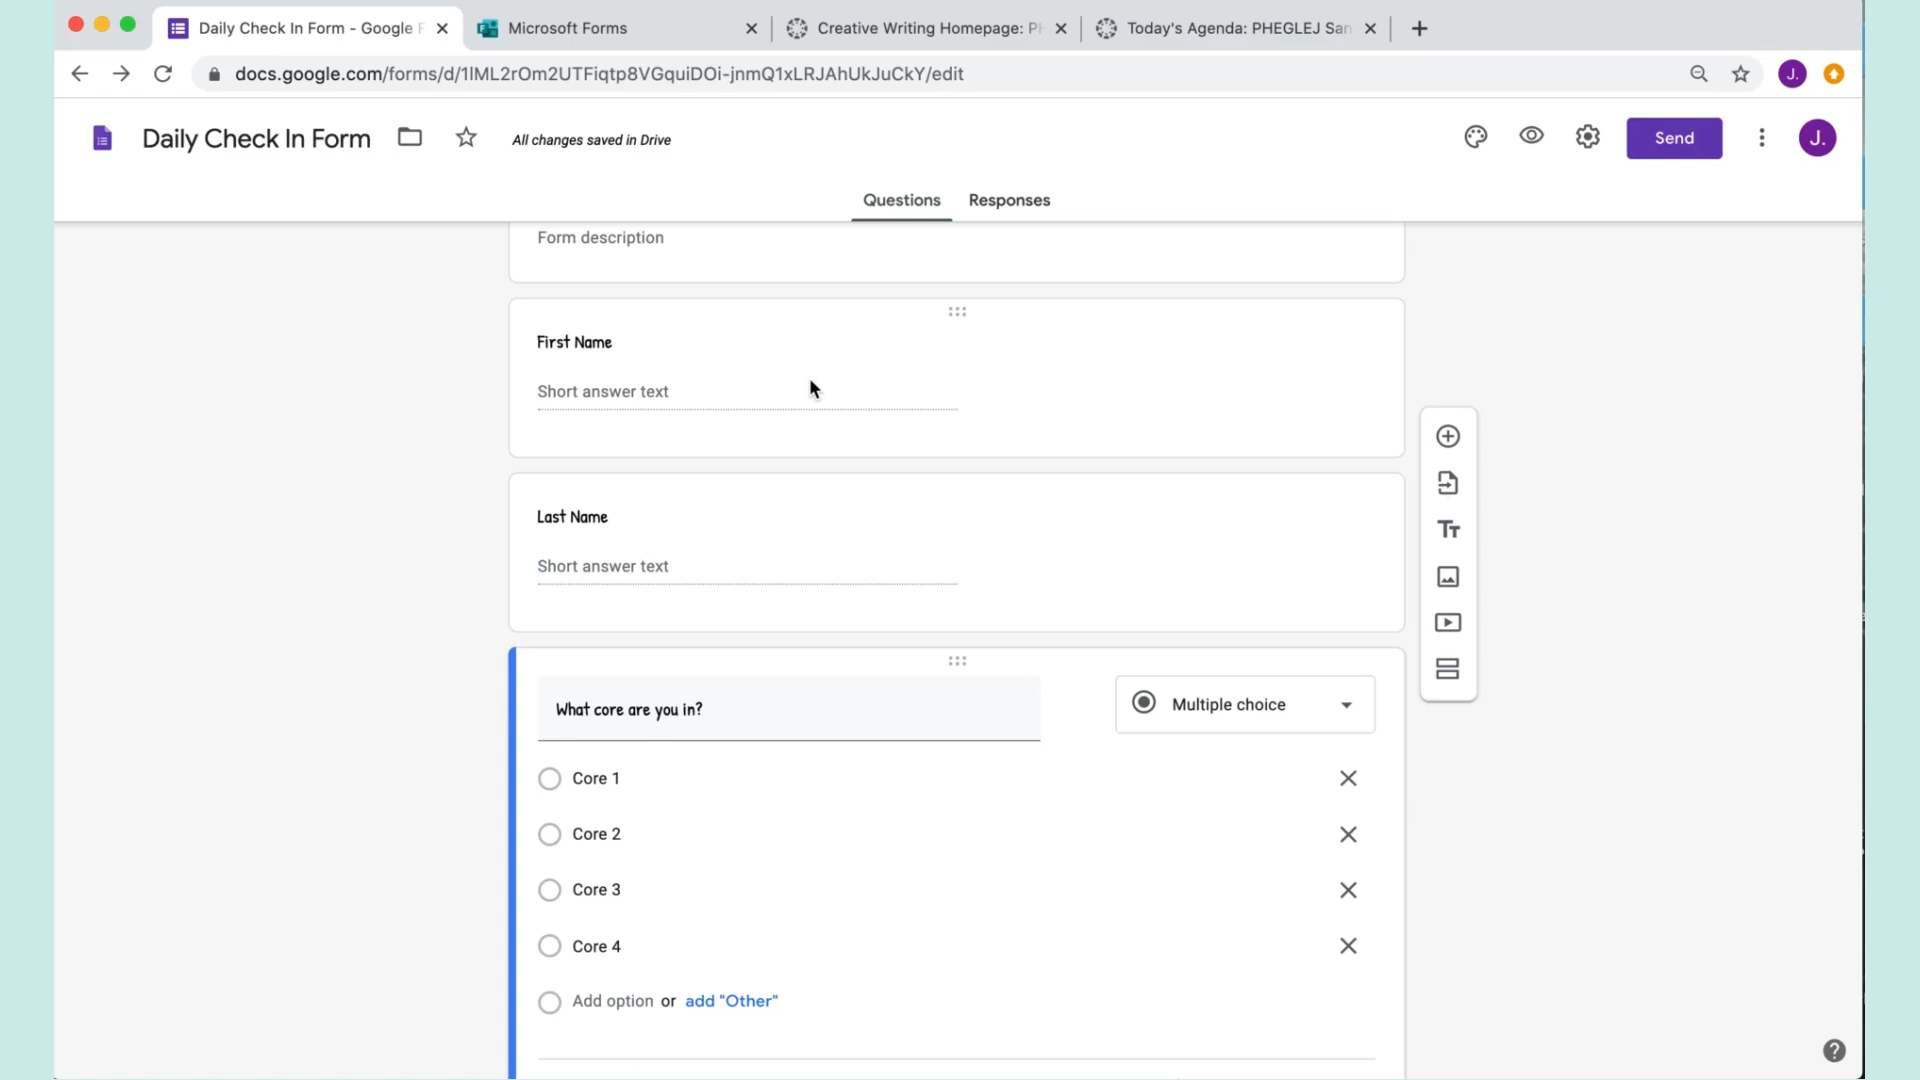 Daily Check In Form - Google F
Microsoft Forms
Creative Writing Homepage: PH
Today's Agenda: PHEGLEJ San
docs.google.com/forms/d/1lML2rOm2UTFiqtp8VGquiDOi-jnmQ1xLRJAhUkJuCkY/edit
J.
Daily Check In Form
All changes saved in Drive
Send
J.
Questions
Responses
Form description
First Name
Short answer text
Last Name
Short answer text
Tт
What core are you in?
Multiple choice
Core 1
Core 2
Core 3
Core 4
Add option or add "Other"